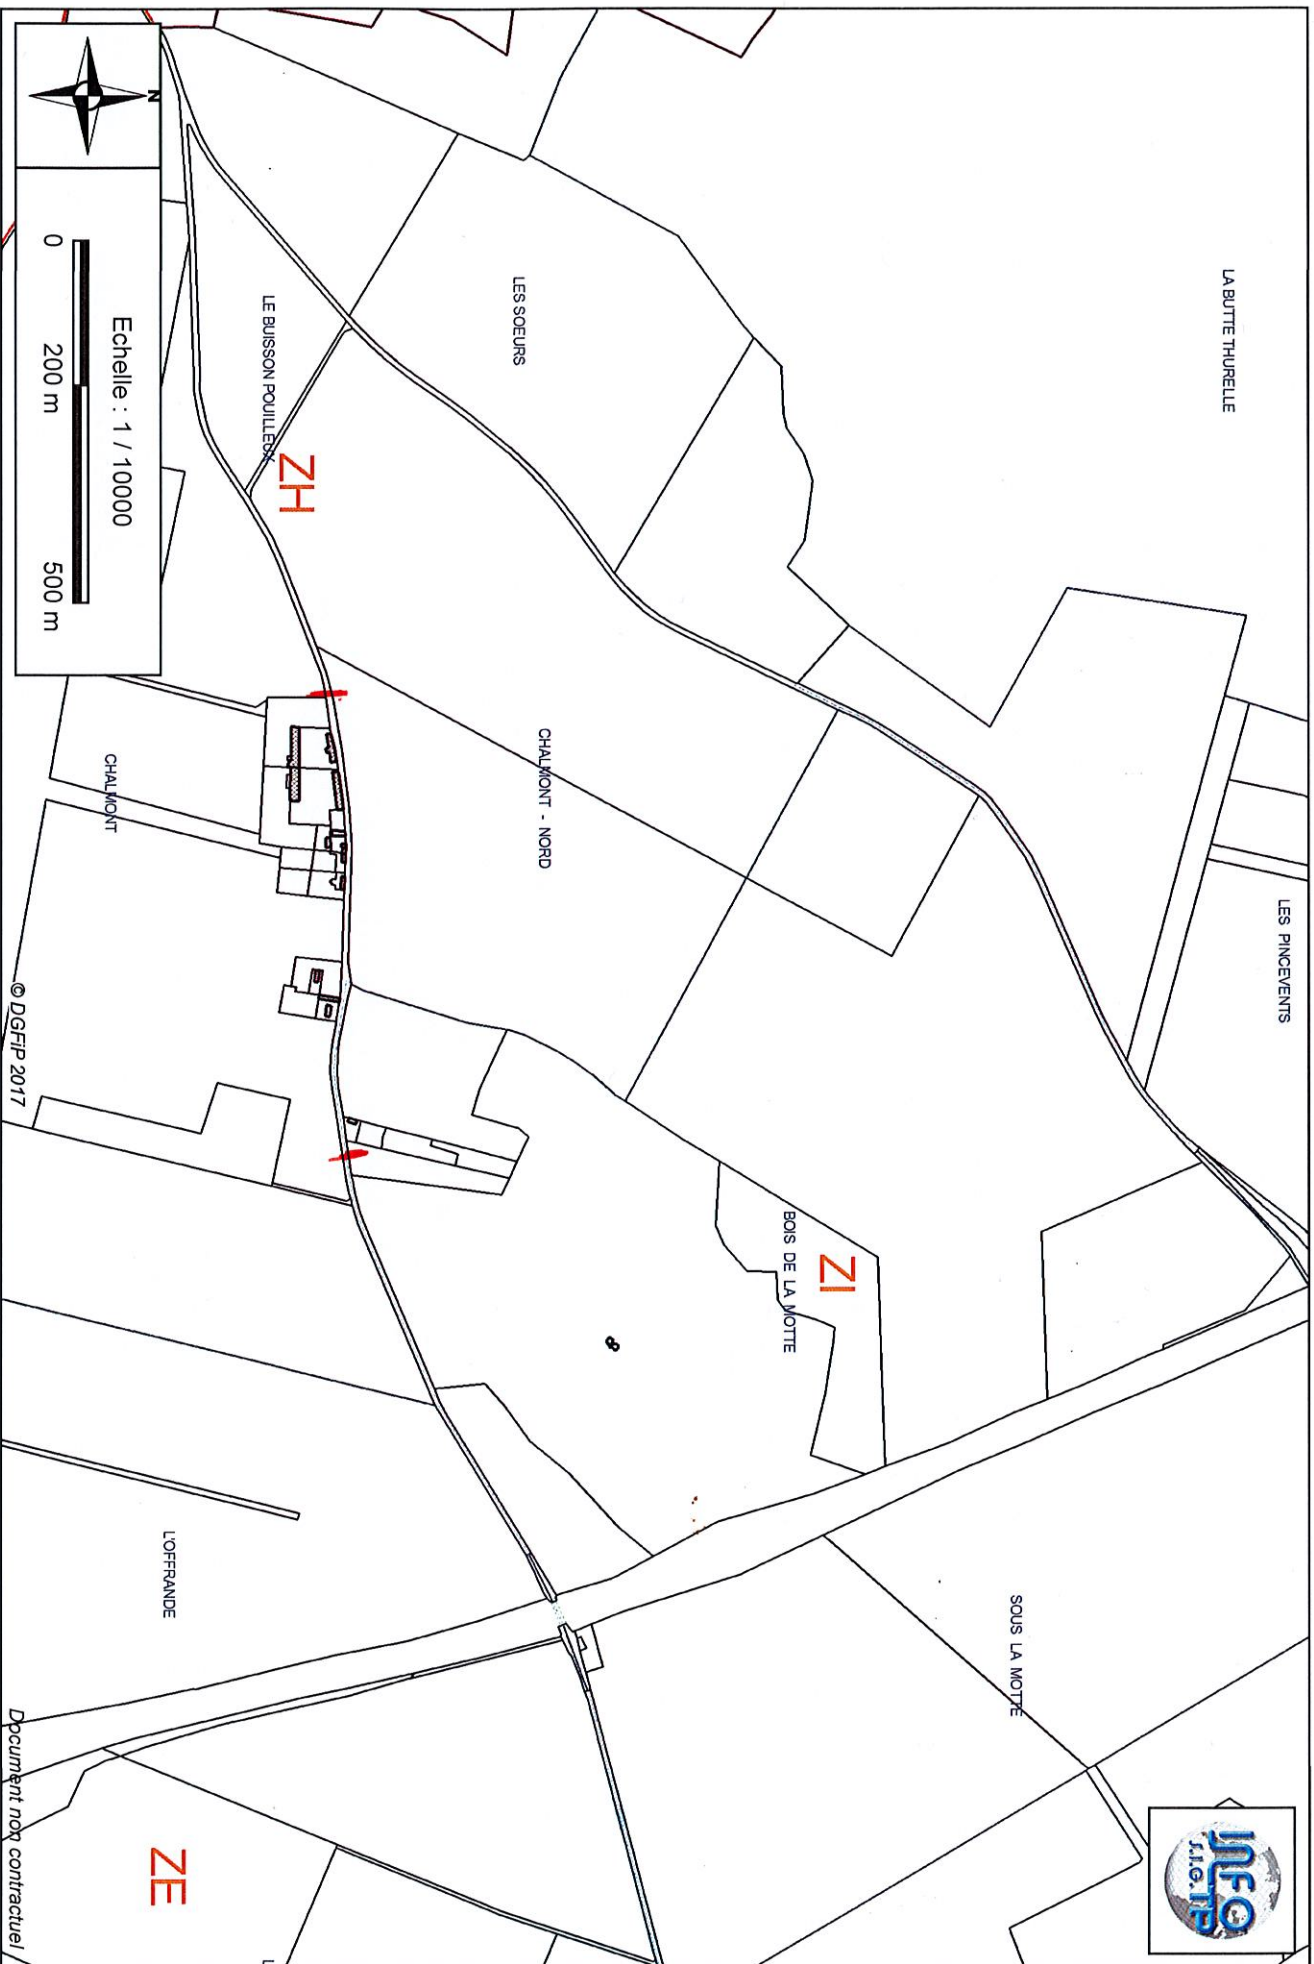 LA BUTTE THURELLE
LES PINCEVENTS
INFO TP
S.I.G.
SOUS LA MOTTE
ZI
BOIS DE LA MOTTE
8
LES SOEURS
CHALMONT - NORD
LE BUISSON POUILLEUX
ZH
CHALMONT
L'OFFRANDE
ZE
N
Echelle : 1 / 10000
0 200 m 500 m
© DGFiP 2017
Document non contractuel